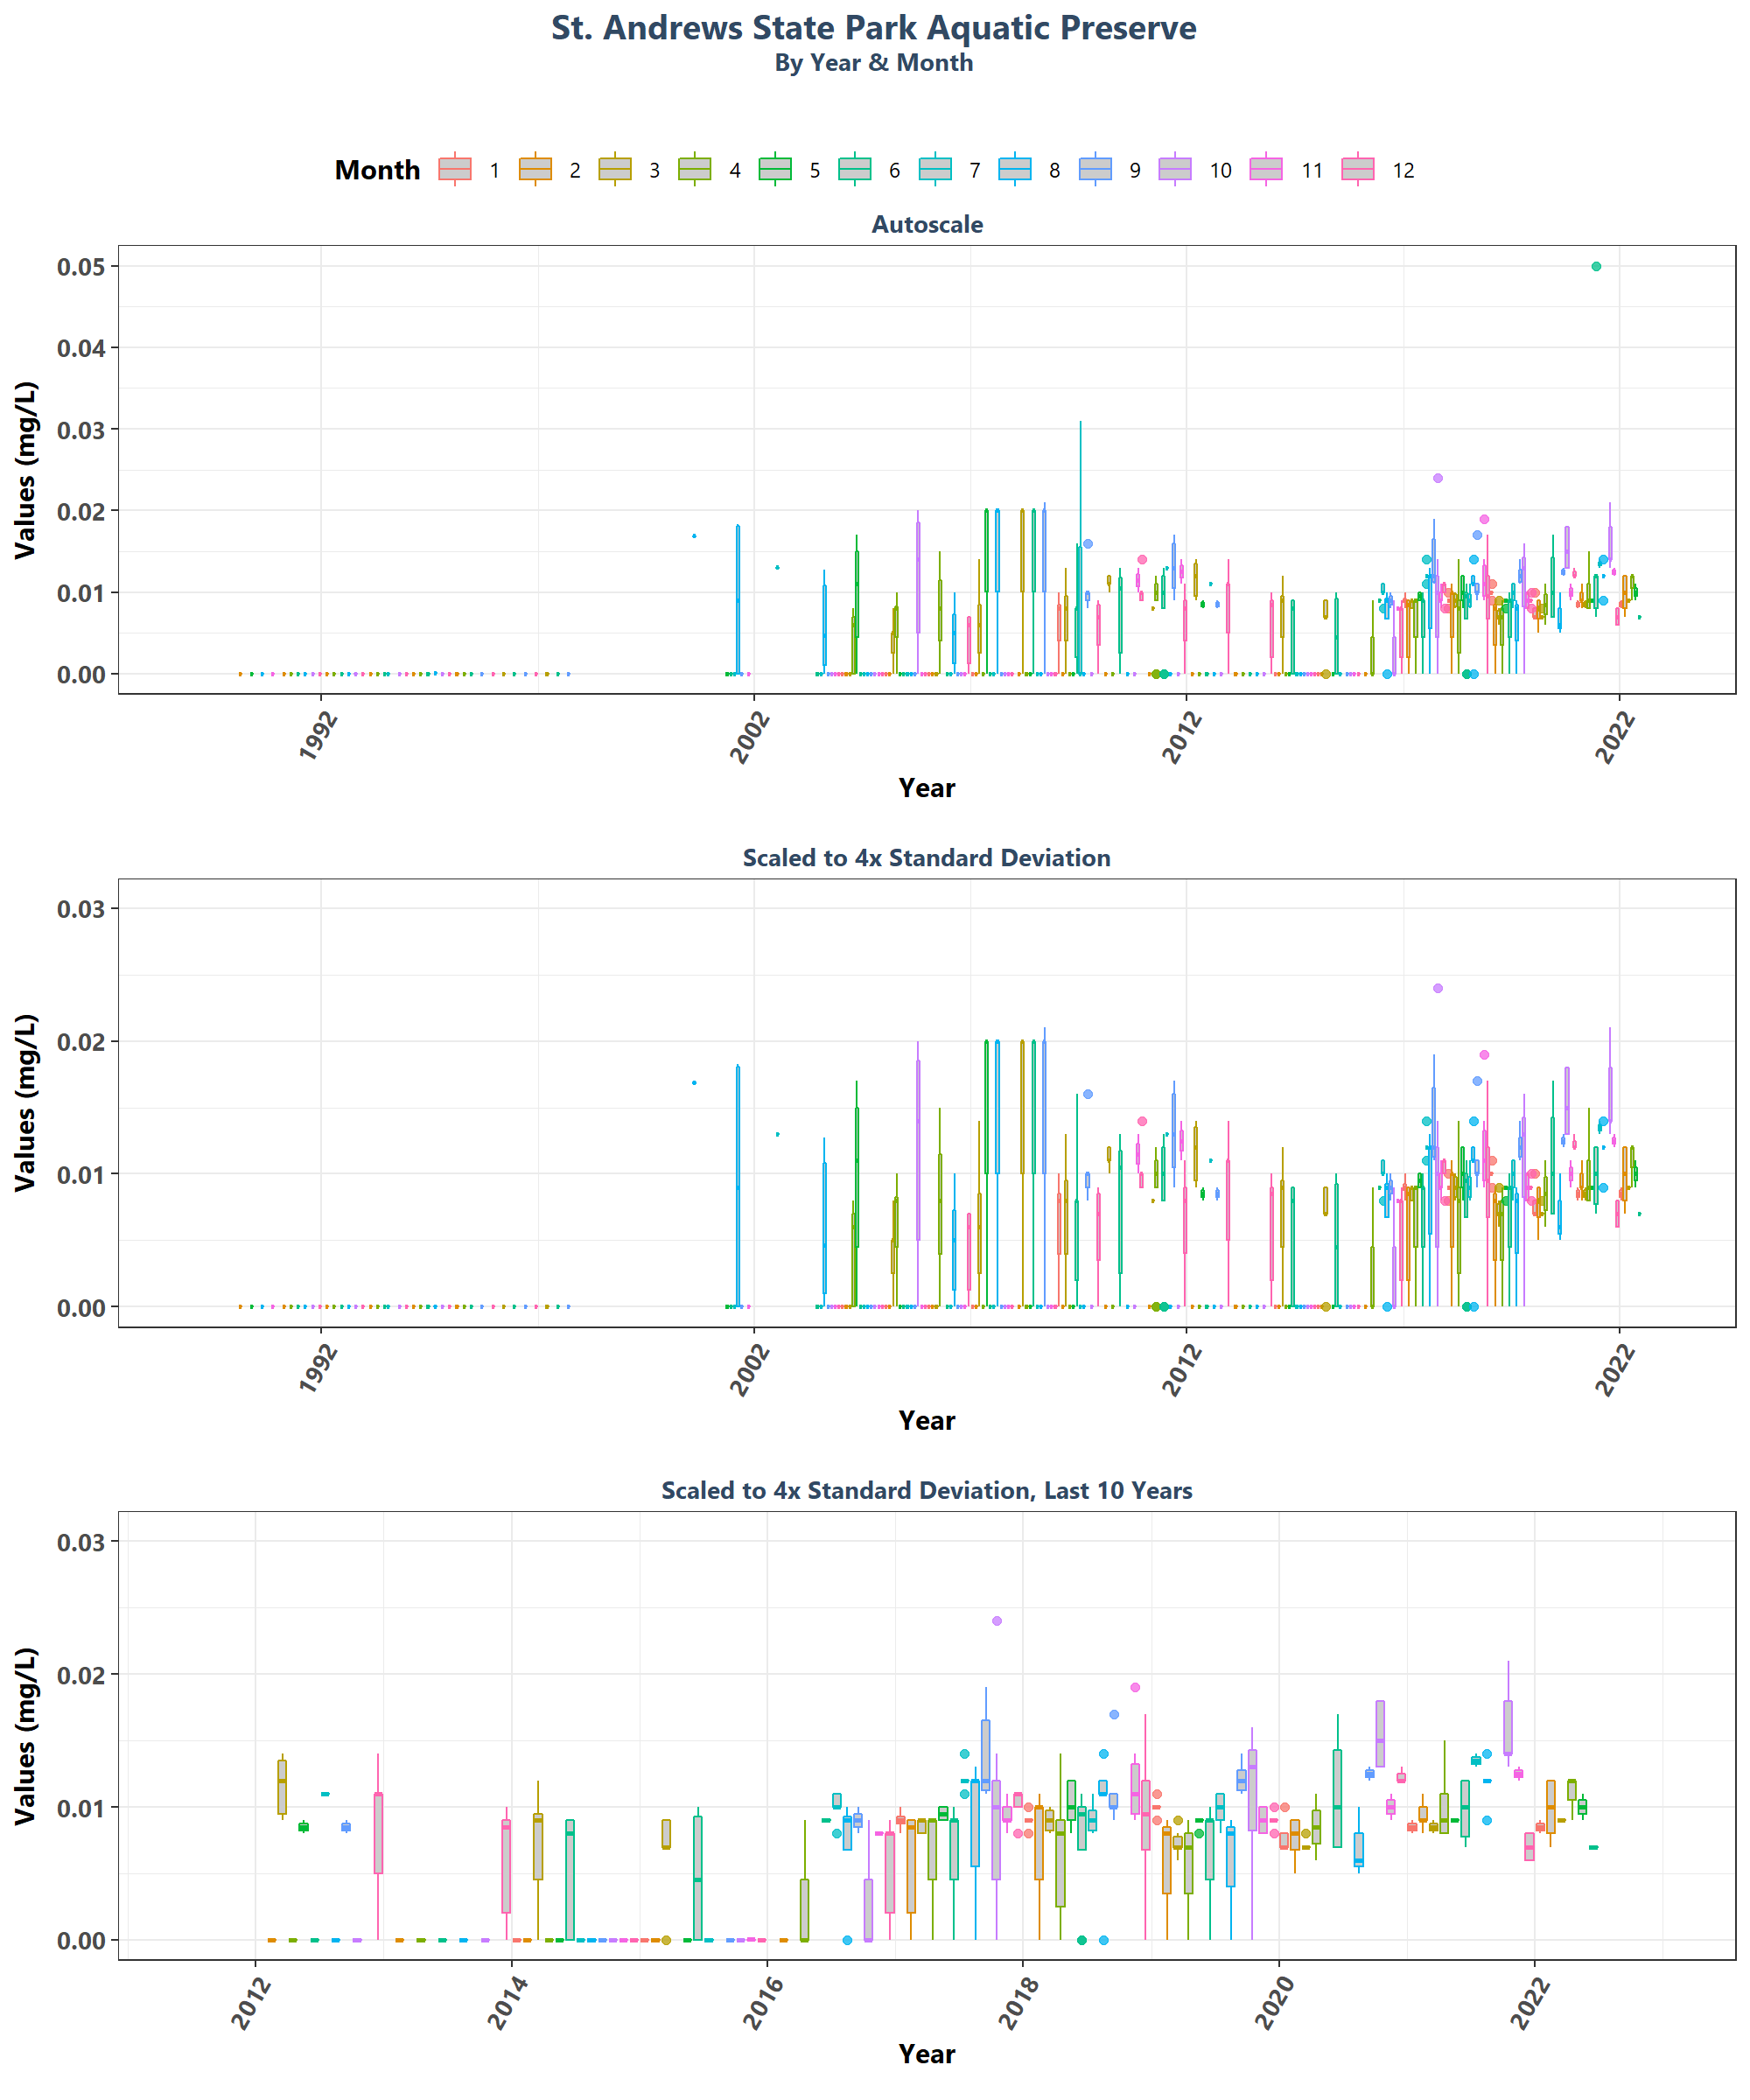 St. Andrews State Park Aquatic Preserve
By Year & Month
Month 1 2 3 4 5 6 7 8 9 10 11 12
Autoscale
Values (mg/L)
0.05
0.04
0.03
0.02
0.01
0.00
1992 2002 2012 2022
Year
Scaled to 4x Standard Deviation
Values (mg/L)
0.03
0.02
0.01
0.00
1992 2002 2012 2022
Year
Scaled to 4x Standard Deviation, Last 10 Years
Values (mg/L)
0.03
0.02
0.01
0.00
2012 2014 2016 2018 2020 2022
Year